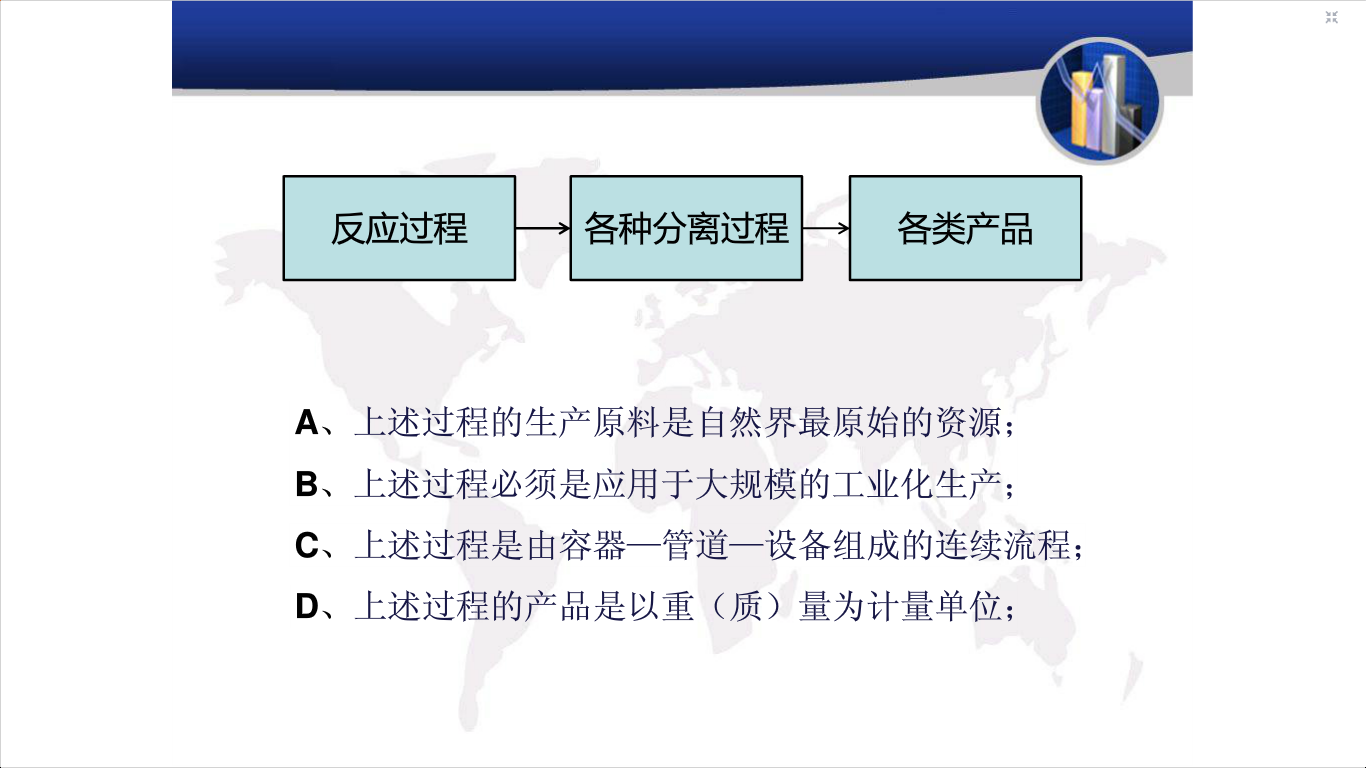 反应过程
各种分离过程
各类产品
A、上述过程的生产原料是自然界最原始的资源；
B、上述过程必须是应用于大规模的工业化生产；
C、上述过程是由容器—管道—设备组成的连续流程；
D、上述过程的产品是以重（质）量为计量单位；